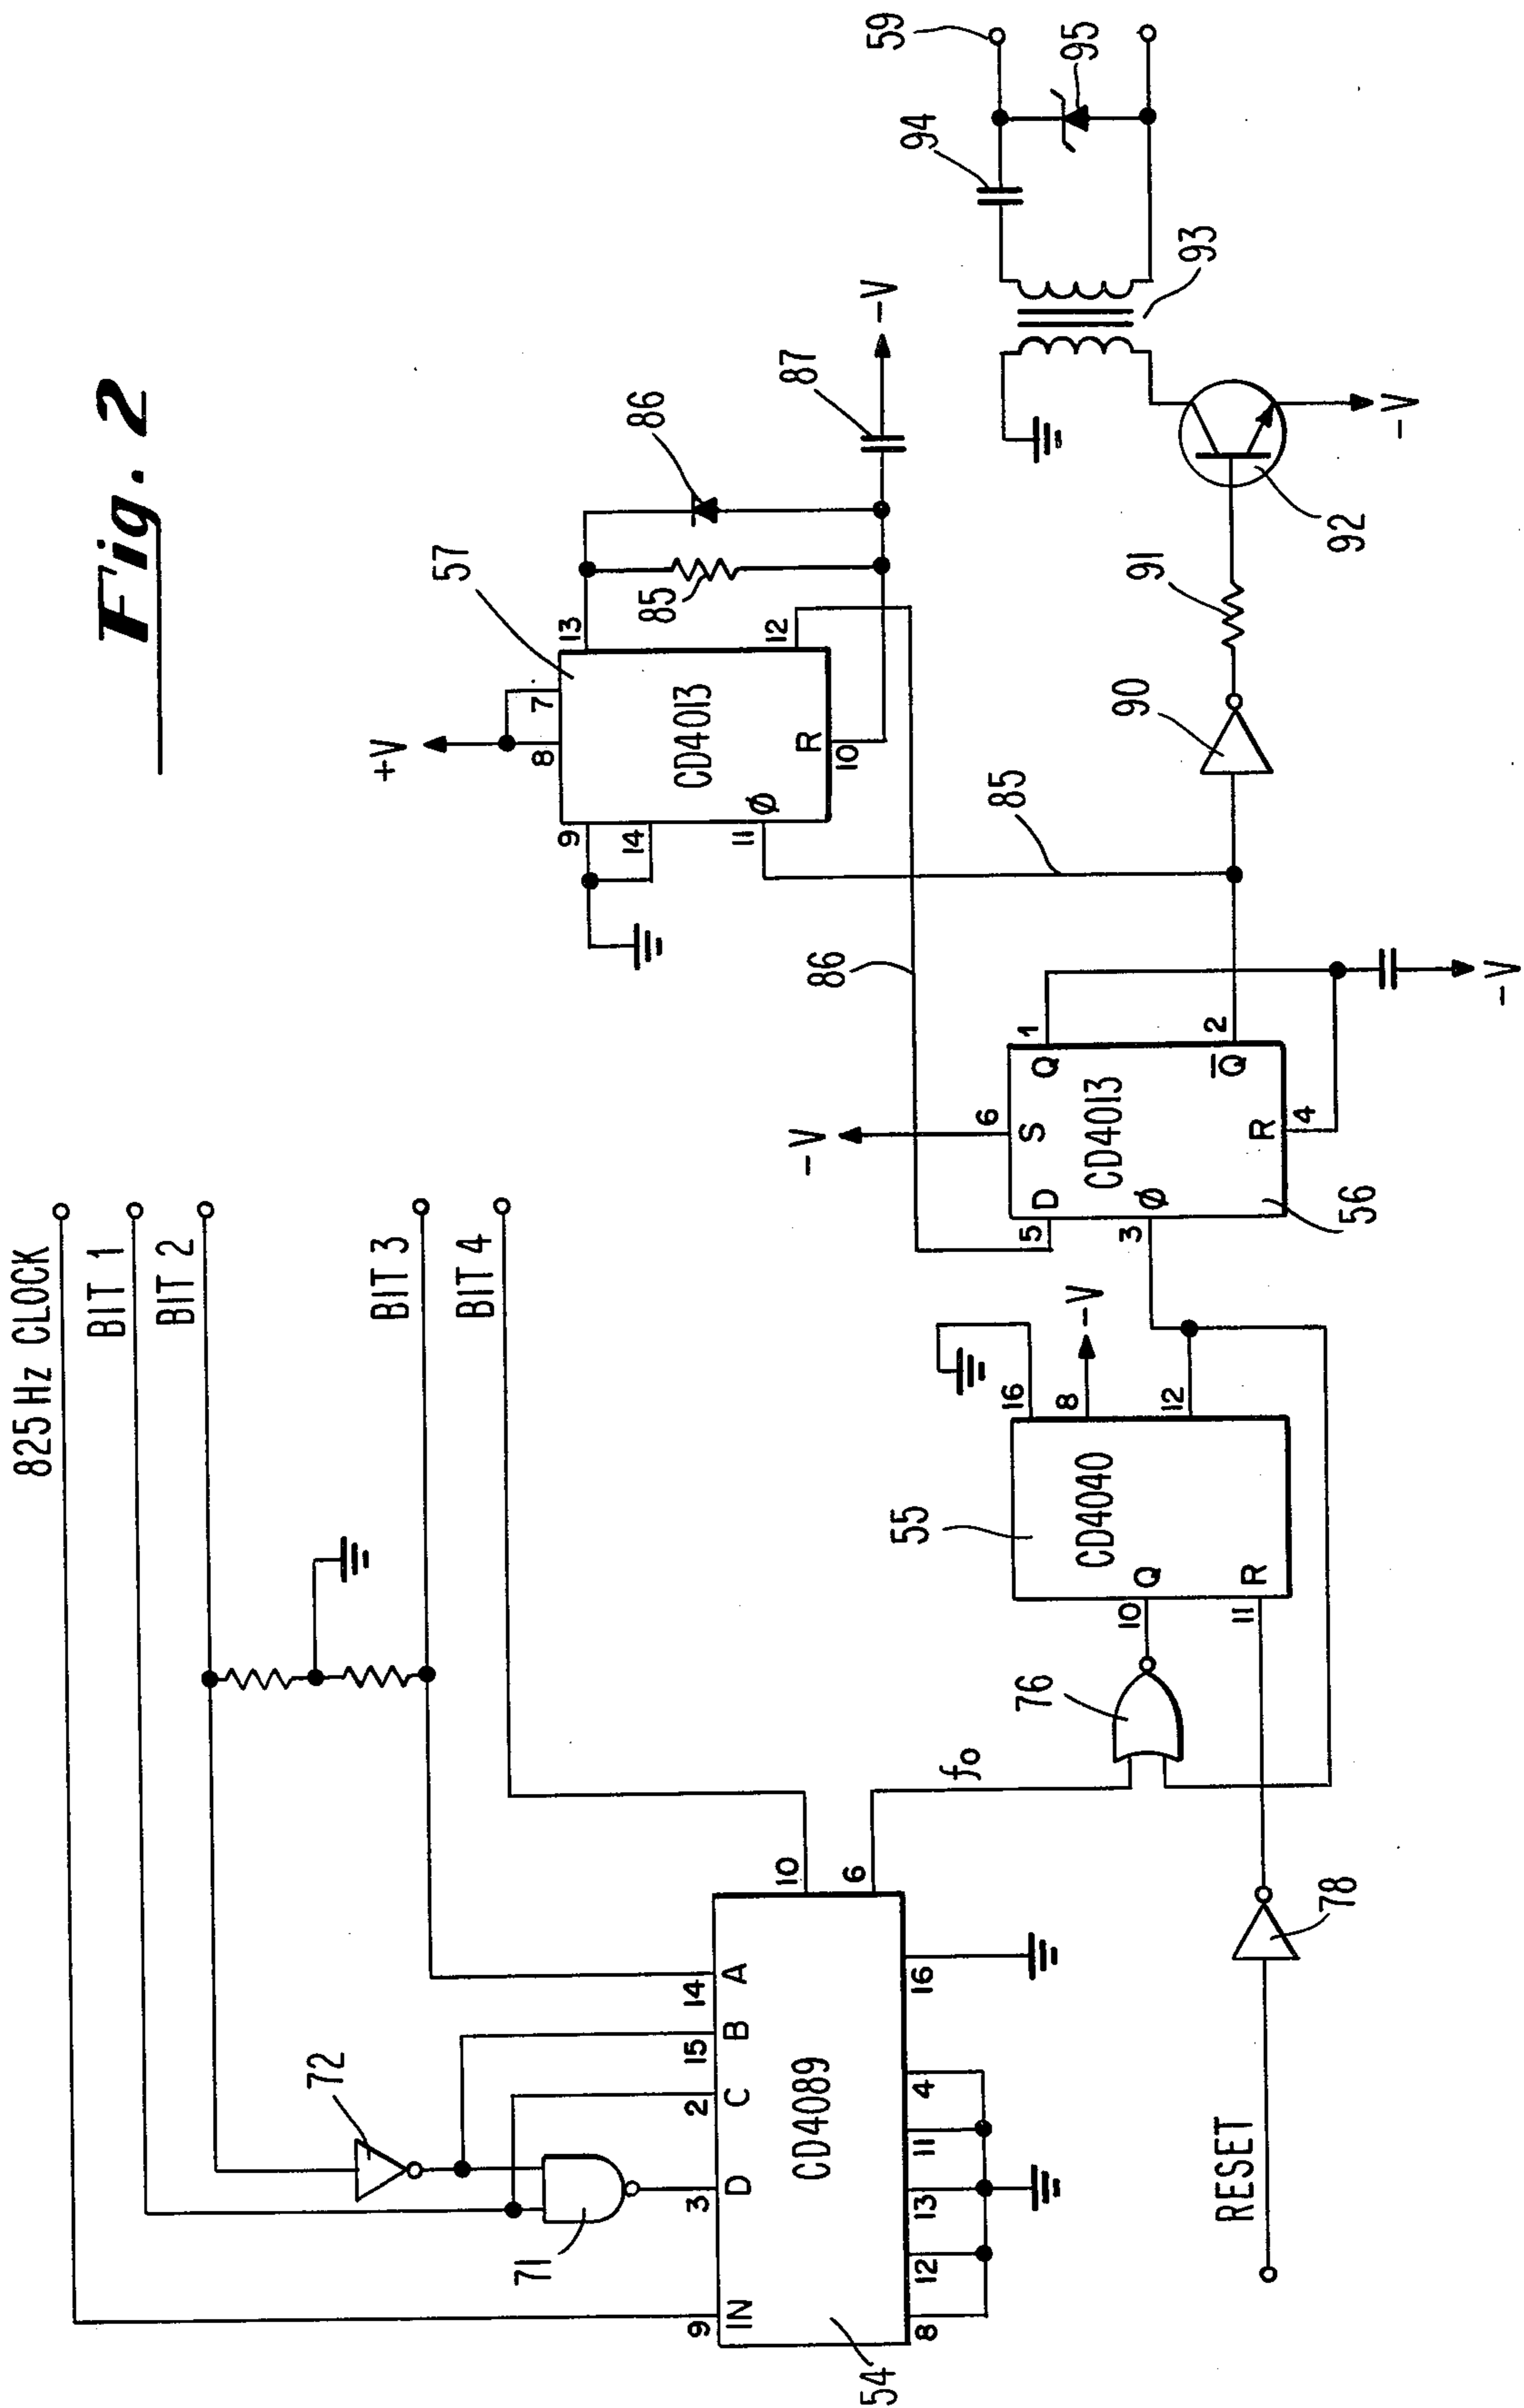 Fig. 2
825 Hz CLOCK
BIT 1
BIT 2
BIT 3
BIT 4
72
71
9
IN
3
D
2
C
15
B
14
A
10
6
CD4089
8
12
13
11
4
16
54
fo
76
RESET
78
10
Q
11
R
CD4040
55
16
8
12
-V
-V
5
D
3
Ø
6
S
CD4013
Q
1
Q
2
R
4
56
-V
86
85
+V
9
14
11
Ø
8
7
CD4013
13
12
R
10
57
85
86
87
-V
90
91
92
-V
93
94
95
59